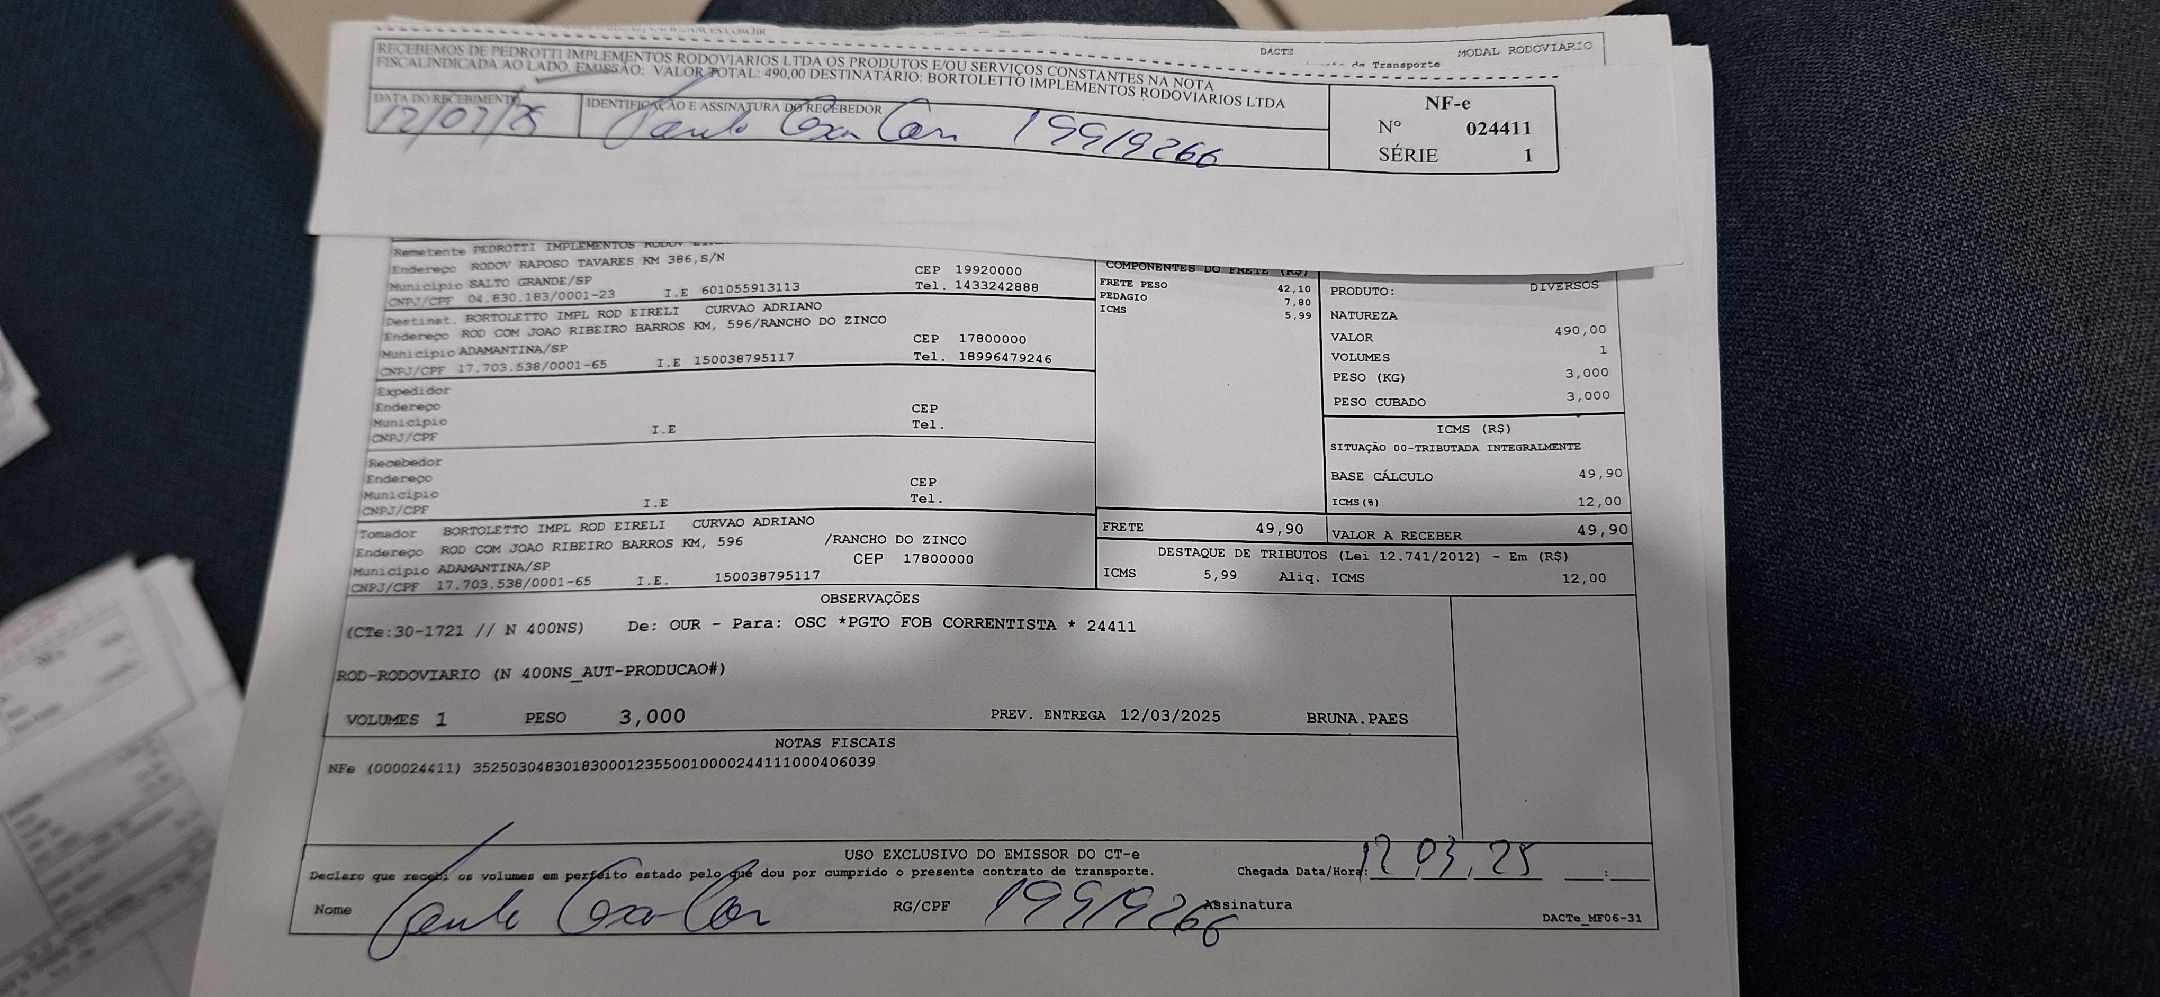 DACTE
MODAL RODOVIÁRIO
de Transporte
RECEBEMOS DE PEDROTTI IMPLEMENTOS RODOVIARIOS LTDA OS PRODUTOS E/OU SERVIÇOS CONSTANTES NA NOTA
FISCALINDICADA AO LADO. EMISSÃO: VALOR TOTAL: 490,00 DESTINATÁRIO: BORTOLETTO IMPLEMENTOS RODOVIARIOS LTDA
DATA DO RECEBIMENTO
IDENTIFICAÇÃO E ASSINATURA DO RECEBEDOR
19919266
NF-e
Nº 024411
SÉRIE 1
Remetente PEDROTTI IMPLEMENTOS RODOV
Endereço RODOV RAPOSO TAVARES KM 386,S/N
CEP 19920000
Município SALTO GRANDE/SP
Tel. 1433242888
CNPJ/CPF 04.830.183/0001-23 I.E 601055913113
Destinat. BORTOLETTO IMPL ROD EIRELI CURVAO ADRIANO
Endereço ROD COM JOAO RIBEIRO BARROS KM, 596/RANCHO DO ZINCO
CEP 17800000
Município ADAMANTINA/SP
Tel. 18996479246
CNPJ/CPF 17.703.538/0001-65 I.E 150038795117
Expedidor
Endereço CEP
Município Tel.
CNPJ/CPF I.E
Recebedor
Endereço CEP
Município Tel.
CNPJ/CPF I.E
Tomador BORTOLETTO IMPL ROD EIRELI CURVAO ADRIANO
Endereço ROD COM JOAO RIBEIRO BARROS KM, 596 /RANCHO DO ZINCO
Município ADAMANTINA/SP CEP 17800000
CNPJ/CPF 17.703.538/0001-65 I.E. 150038795117
COMPONENTES DO FRETE (R$)
FRETE PESO 42,10
PEDAGIO 7,80
ICMS 5,99
PRODUTO: DIVERSOS
NATUREZA
VALOR 490,00
VOLUMES 1
PESO (KG) 3,000
PESO CUBADO 3,000
ICMS (R$)
SITUAÇÃO 00-TRIBUTADA INTEGRALMENTE
BASE CÁLCULO 49,90
ICMS(%) 12,00
FRETE 49,90
VALOR A RECEBER 49,90
DESTAQUE DE TRIBUTOS (Lei 12.741/2012) - Em (R$)
ICMS 5,99 Aliq. ICMS 12,00
OBSERVAÇÕES
(CTe:30-1721 // N 400NS) De: OUR - Para: OSC *PGTO FOB CORRENTISTA * 24411
ROD-RODOVIARIO (N 400NS_AUT-PRODUCAO#)
VOLUMES 1 PESO 3,000 PREV. ENTREGA 12/03/2025 BRUNA.PAES
NOTAS FISCAIS
NFe (000024411) 35250304830183000123550010000244111000406039
USO EXCLUSIVO DO EMISSOR DO CT-e
Declaro que recebi os volumes em perfeito estado pelo que dou por cumprido o presente contrato de transporte.
Chegada Data/Hora: 12 03 25
Nome
RG/CPF 19919266
Assinatura
DACTe_MF06-31